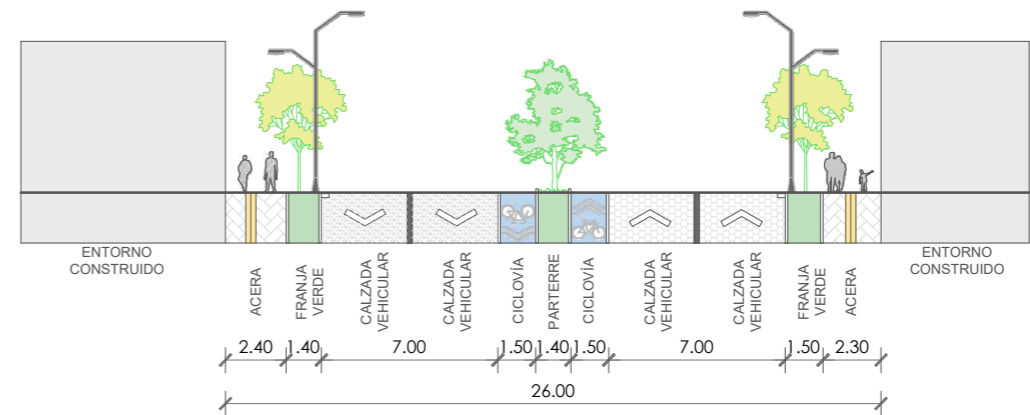 ENTORNO
CONSTRUIDO
ACERA
FRANJA
VERDE
CALZADA
VEHICULAR
CALZADA
VEHICULAR
CICLOVÍA
PARTERRE
CICLOVÍA
CALZADA
VEHICULAR
CALZADA
VEHICULAR
FRANJA
VERDE
ACERA
ENTORNO
CONSTRUIDO
2.40 1.40 7.00 1.50 1.40 1.50 7.00 1.50 2.30
26.00